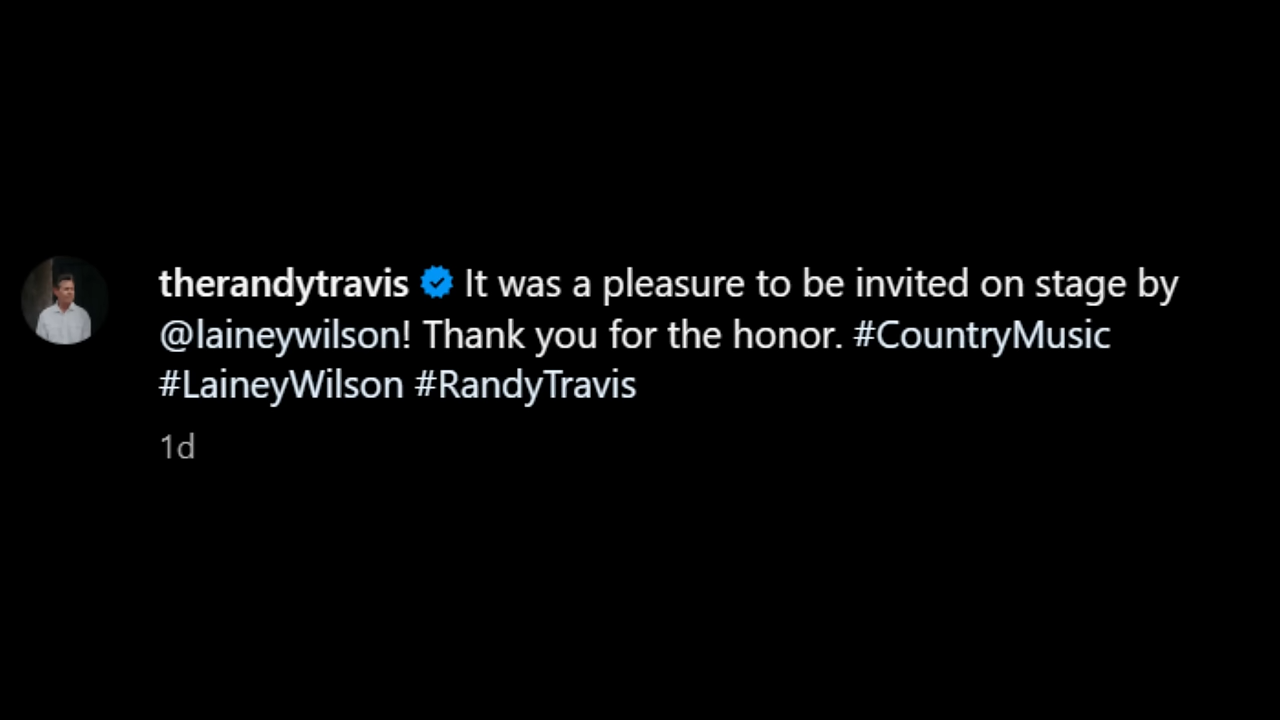 therandytravis It was a pleasure to be invited on stage by
@laineywilson! Thank you for the honor. #CountryMusic
#LaineyWilson #RandyTravis
1d